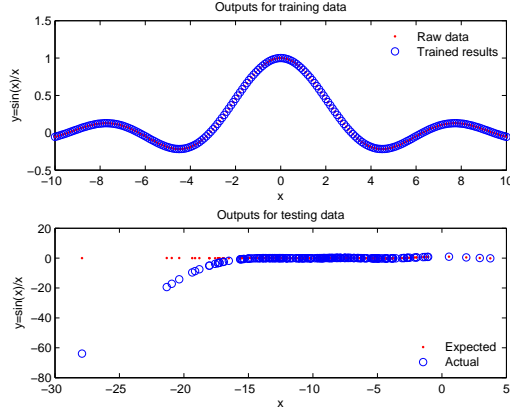 Outputs for training data
1.5
1
0.5
0
−0.5
y=sin(x)/x
Raw data
Trained results
−10 −8 −6 −4 −2 0 2 4 6 8 10
x
Outputs for testing data
20
0
−20
−40
−60
−80
y=sin(x)/x
Expected
Actual
−30 −25 −20 −15 −10 −5 0 5
x